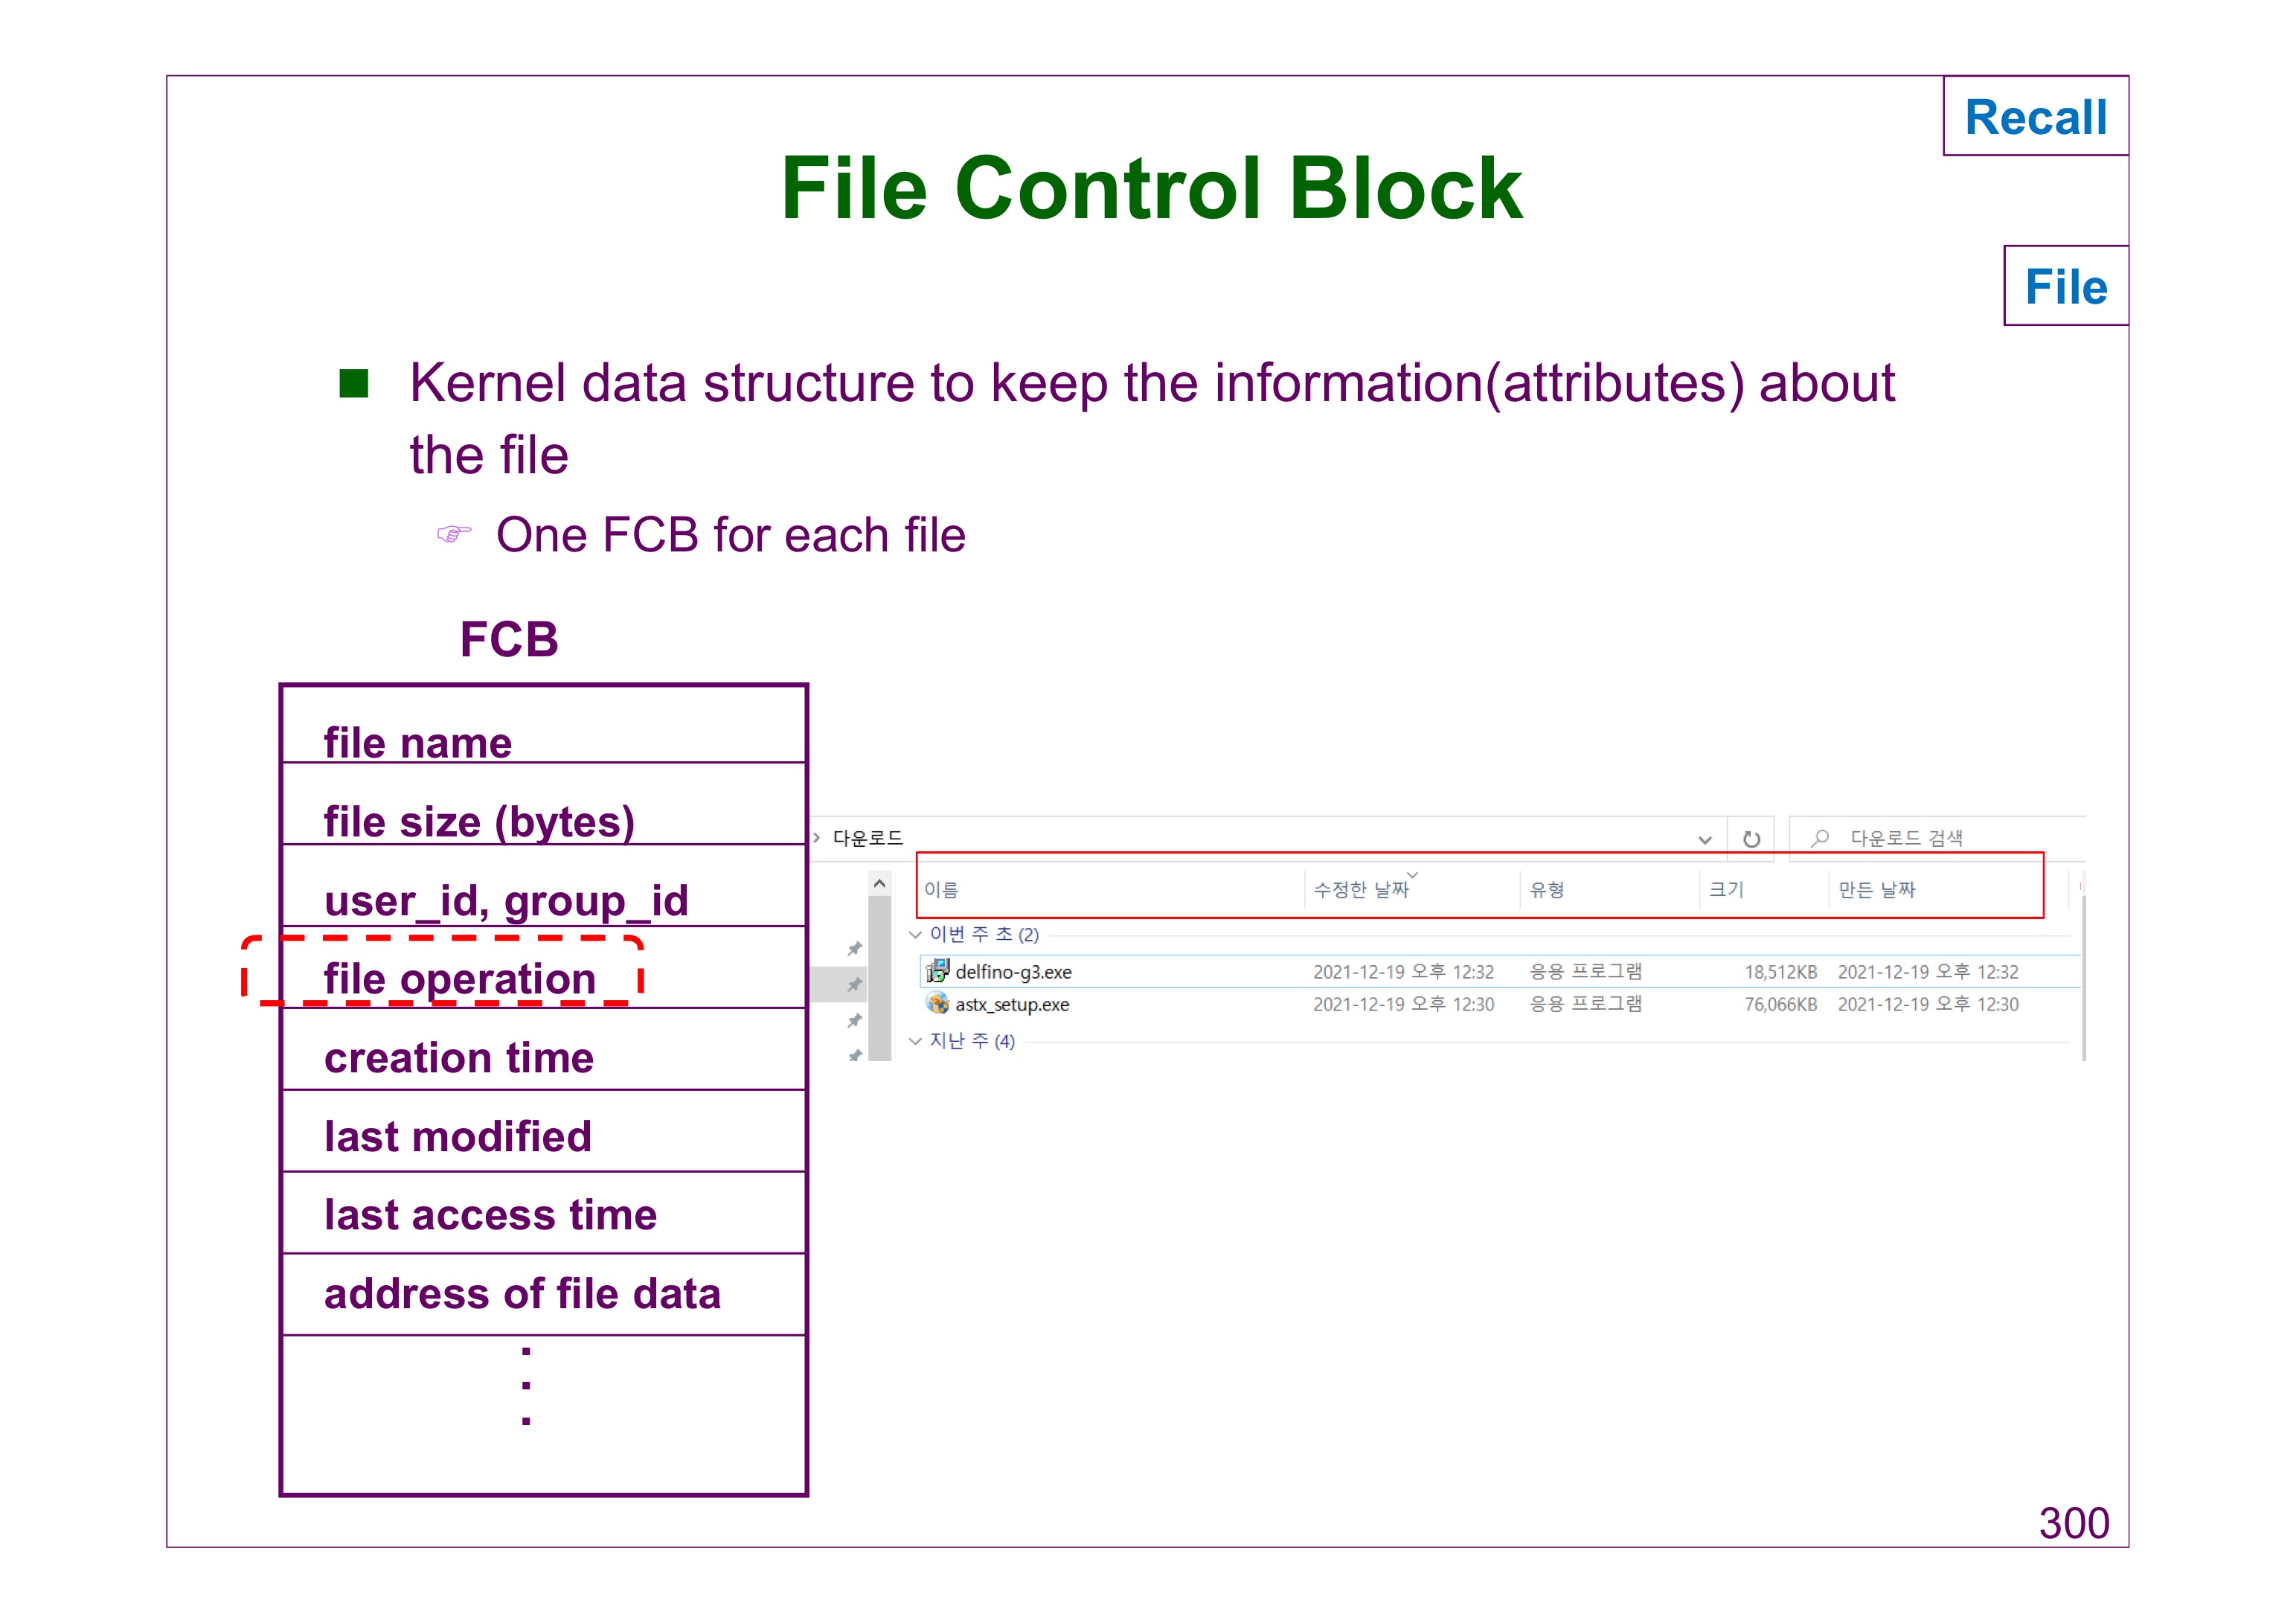 Recall
File Control Block
File
Kernel data structure to keep the information(attributes) about
the file
One FCB for each file
FCB
file name
file size (bytes)
user_id, group_id
file operation
creation time
last modified
last access time
address of file data
다운로드
다운로드 검색
이름 수정한 날짜 유형 크기 만든 날짜
이번 주 초 (2)
delfino-g3.exe 2021-12-19 오후 12:32 응용 프로그램 18,512KB 2021-12-19 오후 12:32
astx_setup.exe 2021-12-19 오후 12:30 응용 프로그램 76,066KB 2021-12-19 오후 12:30
지난 주 (4)
300